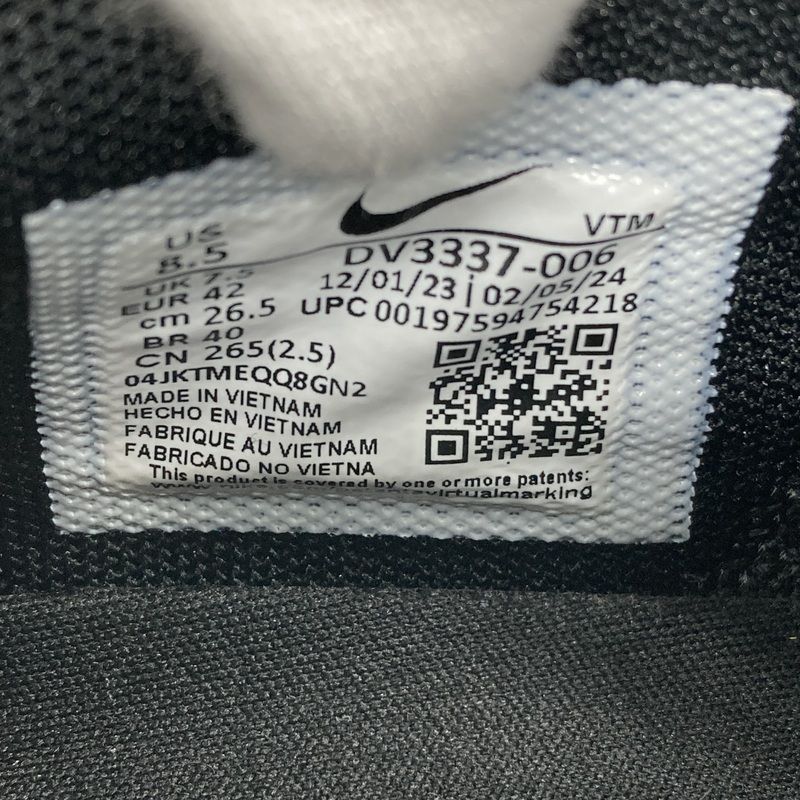 VTM
US
8.5
UK 7.5
EUR 42
cm 26.5
BR 40
CN 265(2.5)
DV3337-006
12/01/23 | 02/05/24
UPC 00197594754218
04JKTMEQQ8GN2
MADE IN VIETNAM
HECHO EN VIETNAM
FABRIQUE AU VIETNAM
FABRICADO NO VIETNA
This product is covered by one or more patents: